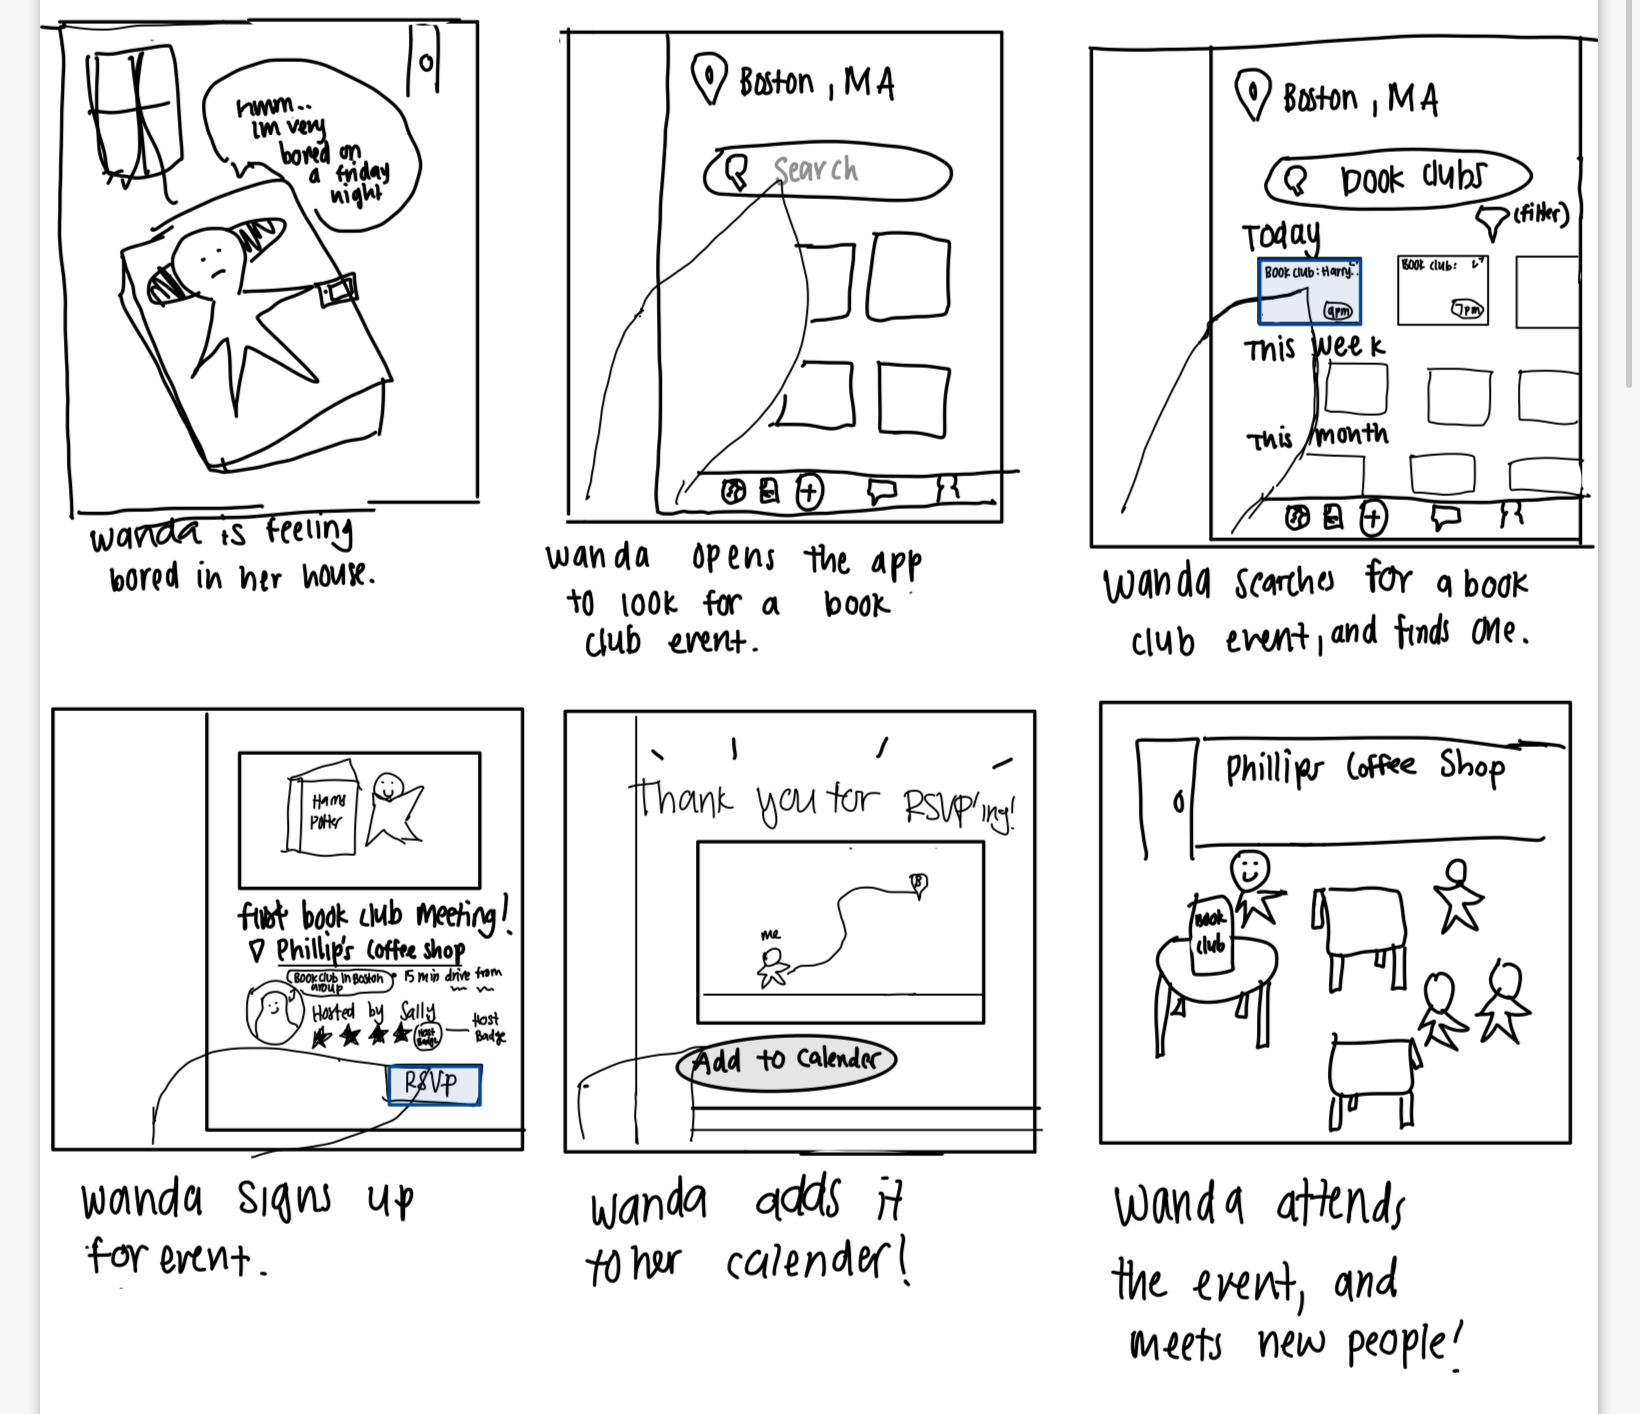 hmm..
im very
bored on
a friday
night
wanda is feeling
bored in her house.
Boston, MA
Search
wanda opens the app
to look for a book
club event.
Boston, MA
book clubs
(filter)
Today
Book club: Harry..
9pm
Book club:
7pm
This week
This month
Wanda searches for a book
club event, and finds one.
Harry
Potter
first book club meeting!
Phillip's Coffee shop
Book club in Boston
group
15 min drive from
Hosted by Sally
Host
Badge
Host
Badge
RSVP
Wanda signs up
for event.
Thank you for RSVP'ing!
B
me
Add to calender
wanda adds it
to her calender!
Phillips Coffee Shop
Book
club
Wanda attends
the event, and
meets new people!